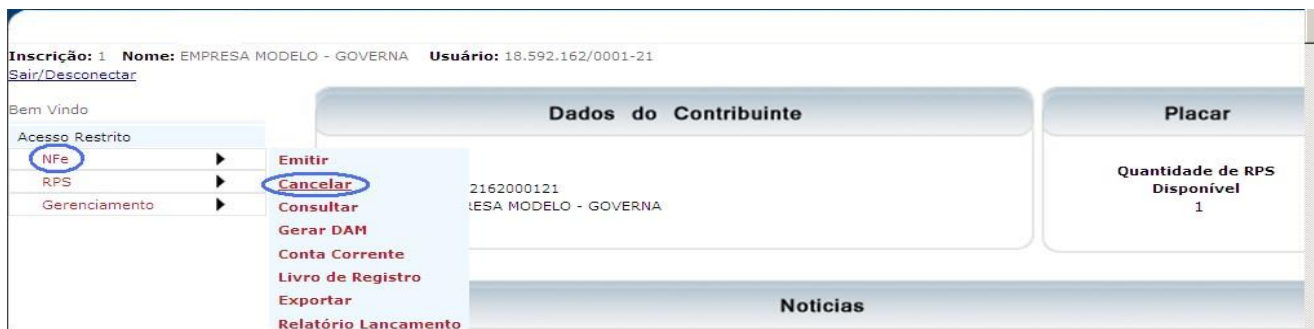 Inscrição: 1 Nome: EMPRESA MODELO - GOVERNA Usuário: 18.592.162/0001-21
Sair/Desconectar
Bem Vindo
Acesso Restrito
NFe
RPS
Gerenciamento
Emitir
Cancelar
Consultar
Gerar DAM
Conta Corrente
Livro de Registro
Exportar
Relatório Lancamento
Dados do Contribuinte
2162000121
MODELO - GOVERNA
Placar
Quantidade de RPS
Disponível
1
Noticias